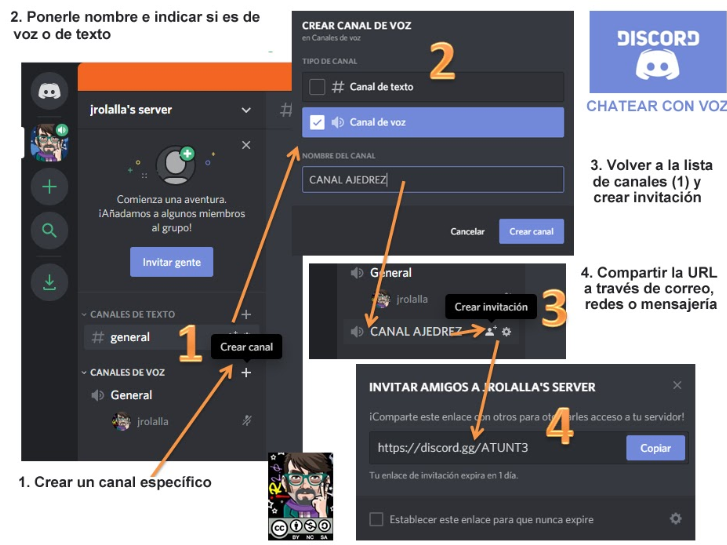 2. Ponerle nombre e indicar si es de
voz o de texto
jrolalla's server
Comienza una aventura.
¡Añadamos a algunos miembros
al grupo!
Invitar gente
CANALES DE TEXTO
# general
1
Crear canal
CANALES DE VOZ
General
jrolalla
1. Crear un canal específico
CREAR CANAL DE VOZ
en Canales de voz
2
TIPO DE CANAL
# Canal de texto
Canal de voz
NOMBRE DEL CANAL
CANAL AJEDREZ
Cancelar
Crear canal
DISCORD
CHATEAR CON VOZ
3. Volver a la lista
de canales (1) y
crear invitación
General
jrolalla
Crear invitación
3
CANAL AJEDREZ
4. Compartir la URL
a través de correo,
redes o mensajería
INVITAR AMIGOS A JROLALLA'S SERVER
¡Comparte este enlace con otros para acceso a tu servidor!
4
https://discord.gg/ATUNT3
Copiar
Tu enlace de invitación expira en 1 día.
Establecer este enlace para que nunca expire
cc
BY NC SA